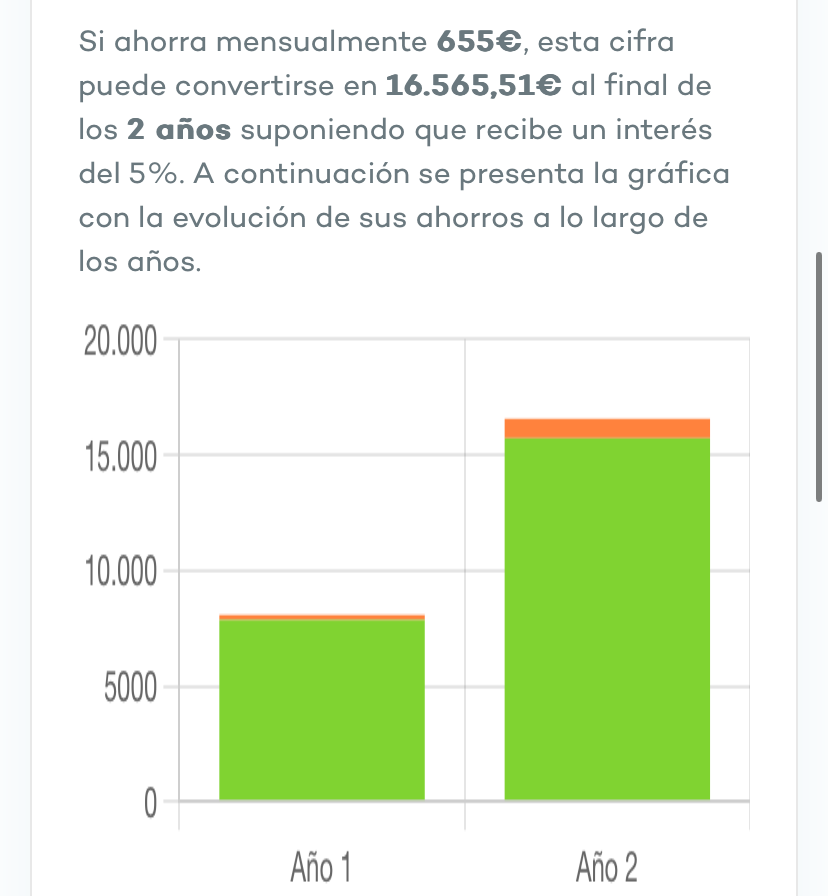 Si ahorra mensualmente 655€, esta cifra
puede convertirse en 16.565,51€ al final de
los 2 años suponiendo que recibe un interés
del 5%. A continuación se presenta la gráfica
con la evolución de sus ahorros a lo largo de
los años.
20.000
15.000
10.000
5000
0
Año 1 Año 2